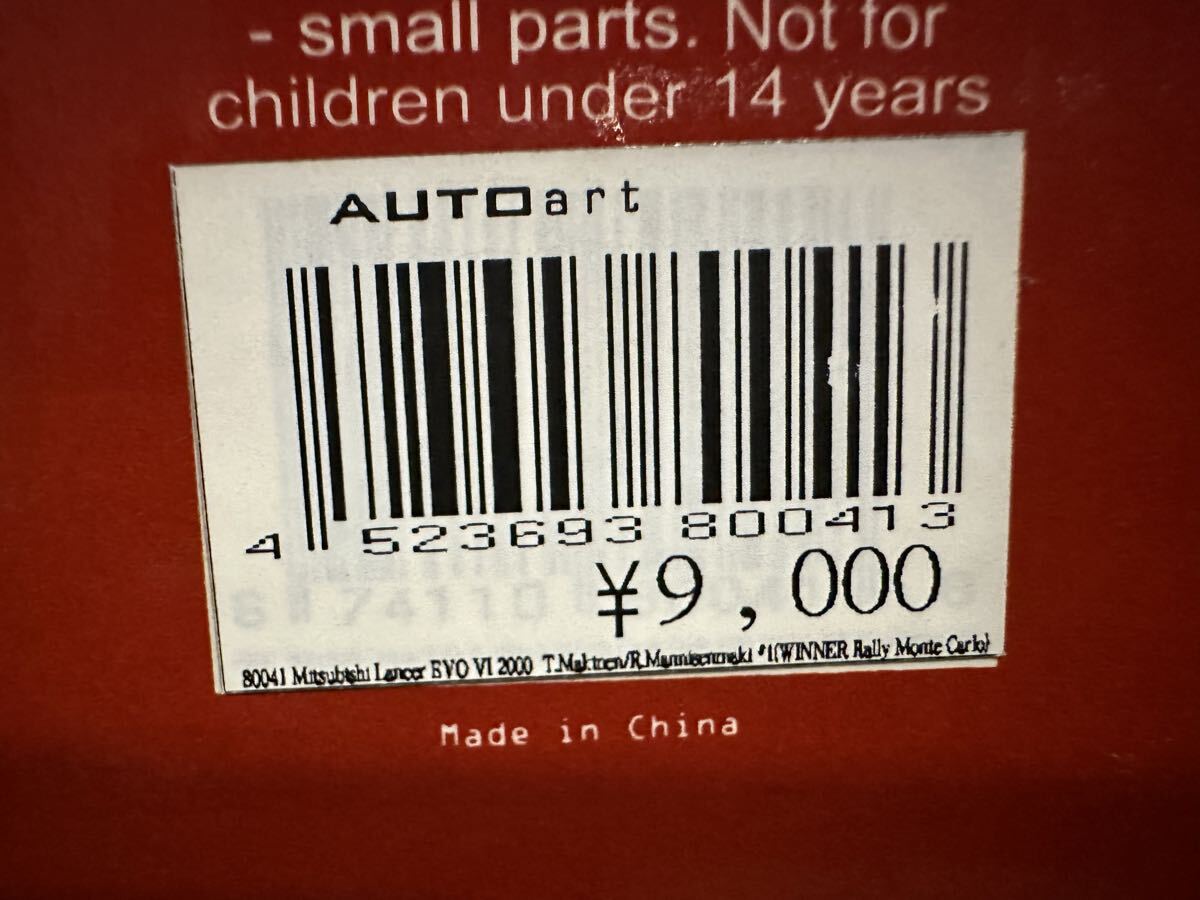 - small parts. Not for
children under 14 years
AUTOart
4 523693 800413
¥9,000
80041 Mitsubishi Lancer EVO VI 2000 T.Makinen/R.Mannisenmaki #1(WINNER Rally Monte Carlo)
Made in China